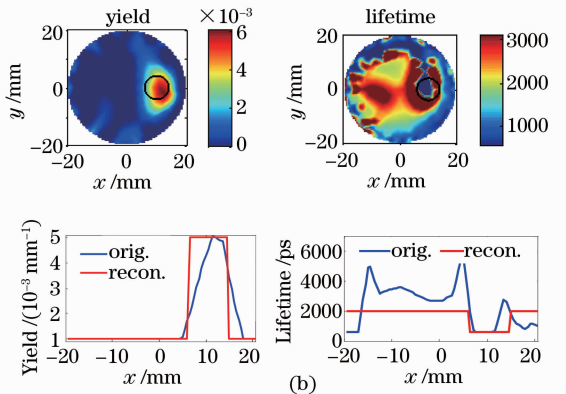 yield
×10⁻³
y /mm
20
0
−20
−20 0 20
x /mm
6
4
2
0
lifetime
y /mm
20
0
−20
−20 0 20
x /mm
3000
2000
1000
Yield /(10⁻³ mm⁻¹)
5
4
3
2
1
orig.
recon.
−20 −10 0 10 20
x /mm
Lifetime /ps
6000
4000
2000
0
orig. recon.
−20 −10 0 10 20
x /mm
(b)